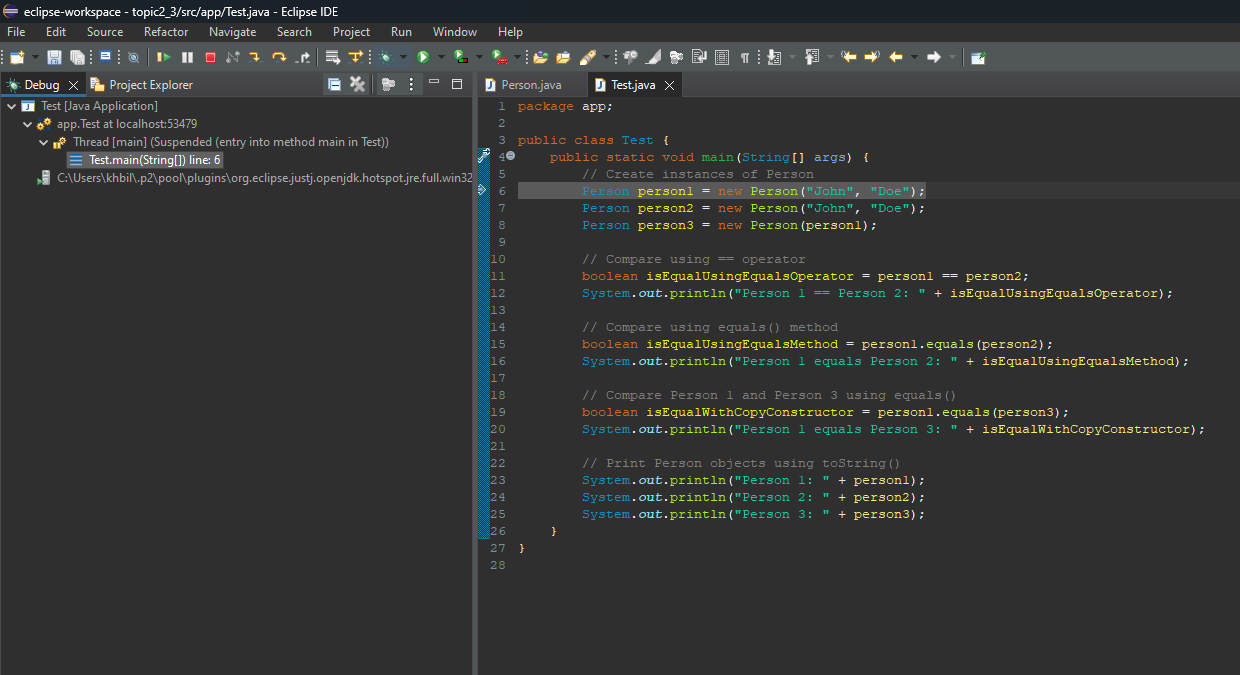 eclipse-workspace - topic2_3/src/app/Test.java - Eclipse IDE
File Edit Source Refactor Navigate Search Project Run Window Help
Debug Project Explorer
Test [Java Application]
app.Test at localhost:53479
Thread [main] (Suspended (entry into method main in Test))
Test.main(String[]) line: 6
C:\Users\khbil\.p2\pool\plugins\org.eclipse.justj.openjdk.hotspot.jre.full.win32
Person.java Test.java
1 package app;
2
3 public class Test {
4 public static void main(String[] args) {
5 // Create instances of Person
6 Person person1 = new Person("John", "Doe");
7 Person person2 = new Person("John", "Doe");
8 Person person3 = new Person(person1);
9
10 // Compare using == operator
11 boolean isEqualUsingEqualsOperator = person1 == person2;
12 System.out.println("Person 1 == Person 2: " + isEqualUsingEqualsOperator);
13
14 // Compare using equals() method
15 boolean isEqualUsingEqualsMethod = person1.equals(person2);
16 System.out.println("Person 1 equals Person 2: " + isEqualUsingEqualsMethod);
17
18 // Compare Person 1 and Person 3 using equals()
19 boolean isEqualWithCopyConstructor = person1.equals(person3);
20 System.out.println("Person 1 equals Person 3: " + isEqualWithCopyConstructor);
21
22 // Print Person objects using toString()
23 System.out.println("Person 1: " + person1);
24 System.out.println("Person 2: " + person2);
25 System.out.println("Person 3: " + person3);
26 }
27 }
28